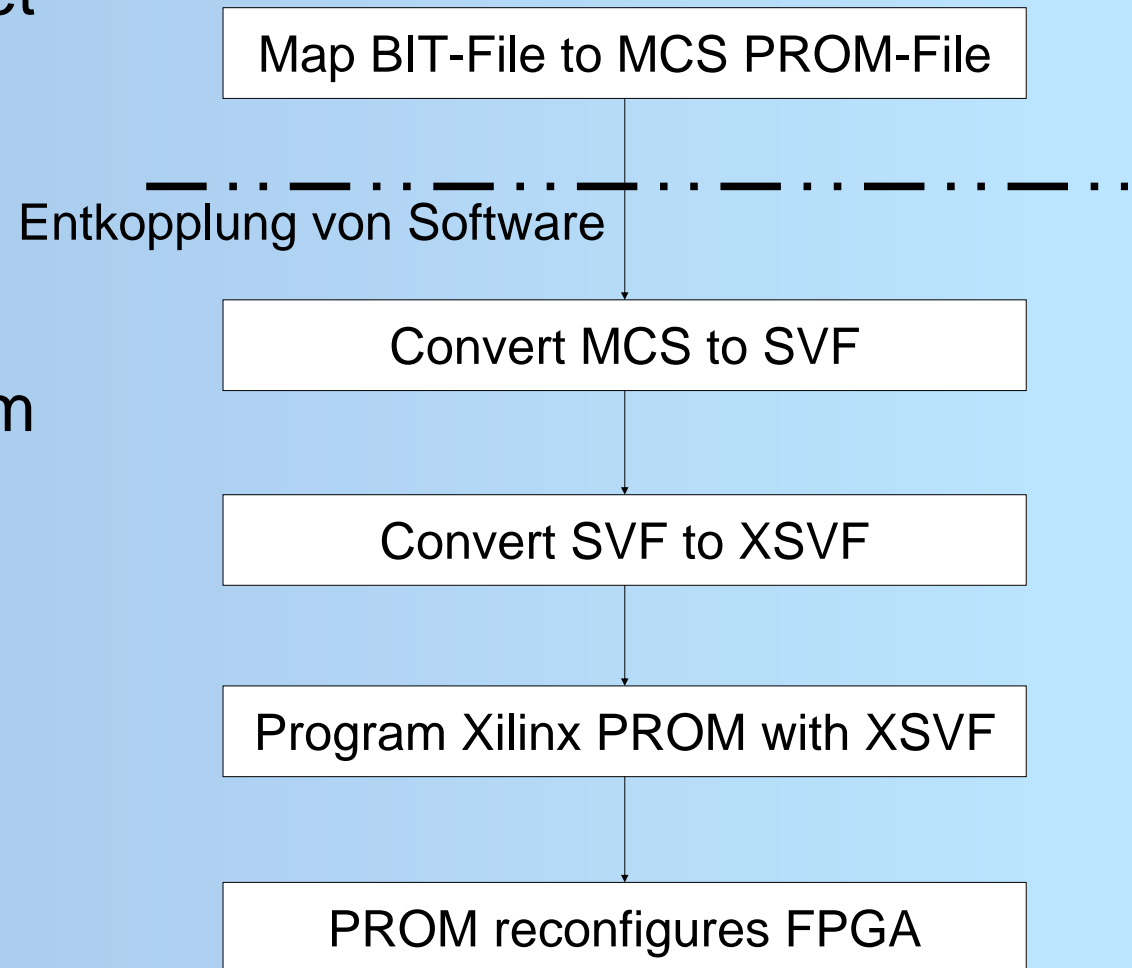 Map BIT-File to MCS PROM-File
Entkopplung von Software
Convert MCS to SVF
Convert SVF to XSVF
Program Xilinx PROM with XSVF
PROM reconfigures FPGA